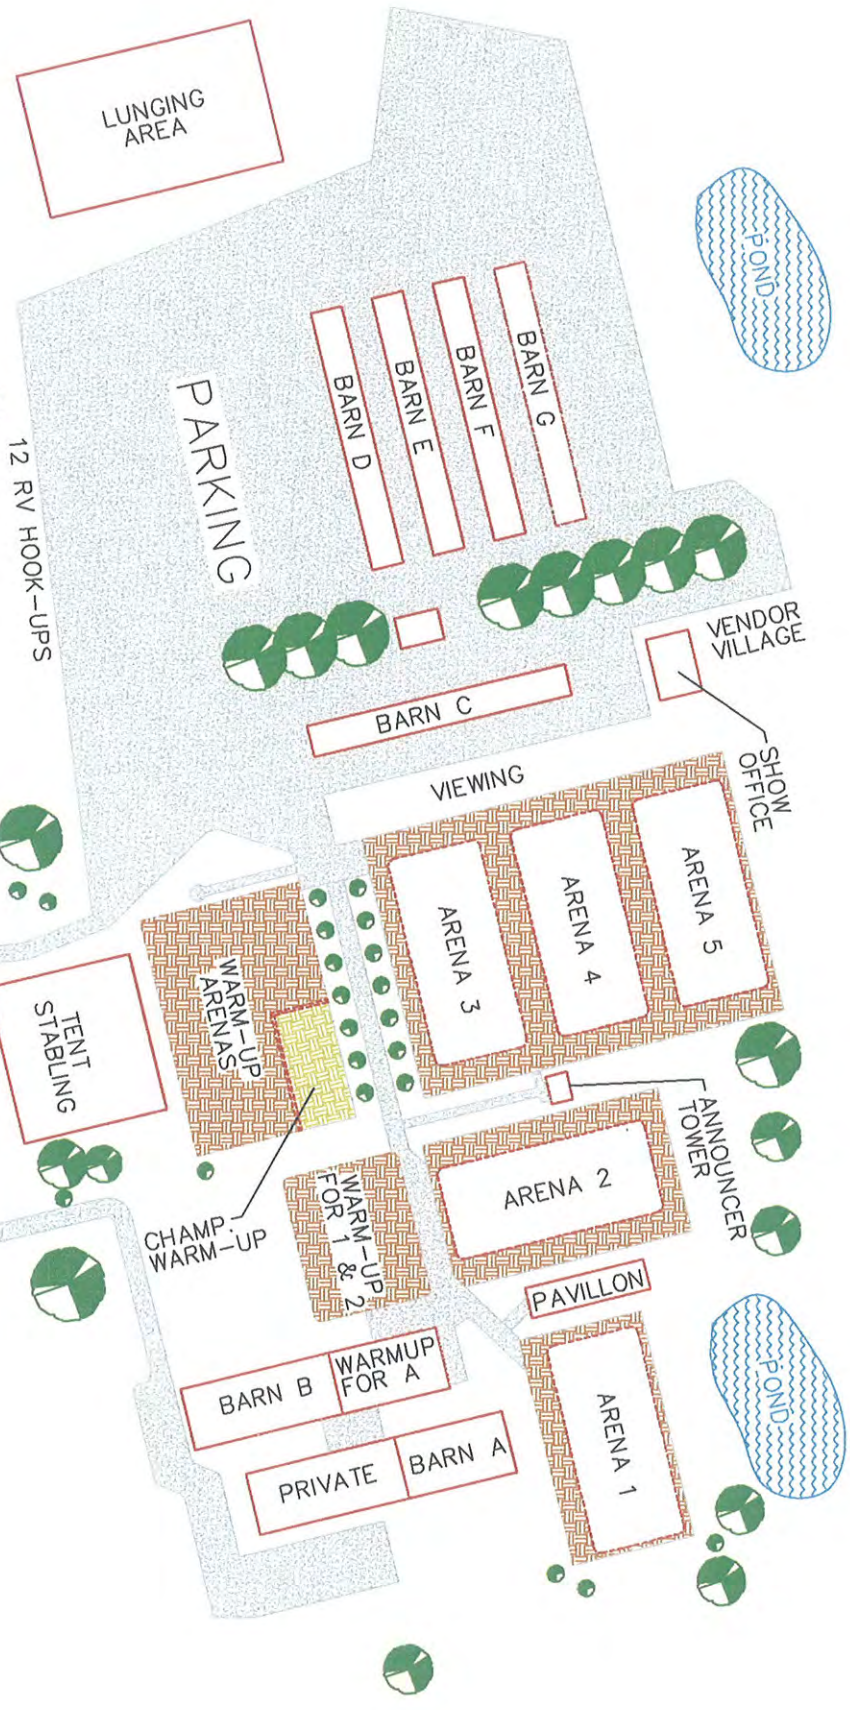 LUNGING
AREA
POND
BARN G
BARN F
BARN E
BARN D
PARKING
12 RV HOOK-UPS
VENDOR
VILLAGE
BARN C
SHOW
OFFICE
VIEWING
ARENA 5
ARENA 4
ARENA 3
WARM-UP
ARENAS
TENT
STABLING
ANNOUNCER
TOWER
ARENA 2
WARM-UP
FOR 1 & 2
CHAMP.
WARM-UP
PAVILLON
POND
WARMUP
FOR A
BARN B
ARENA 1
BARN A
PRIVATE